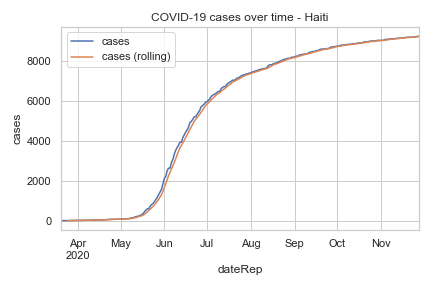 COVID-19 cases over time - Haiti
cases
cases (rolling)
8000
6000
4000
2000
0
cases
Apr May Jun Jul Aug Sep Oct Nov
2020
dateRep